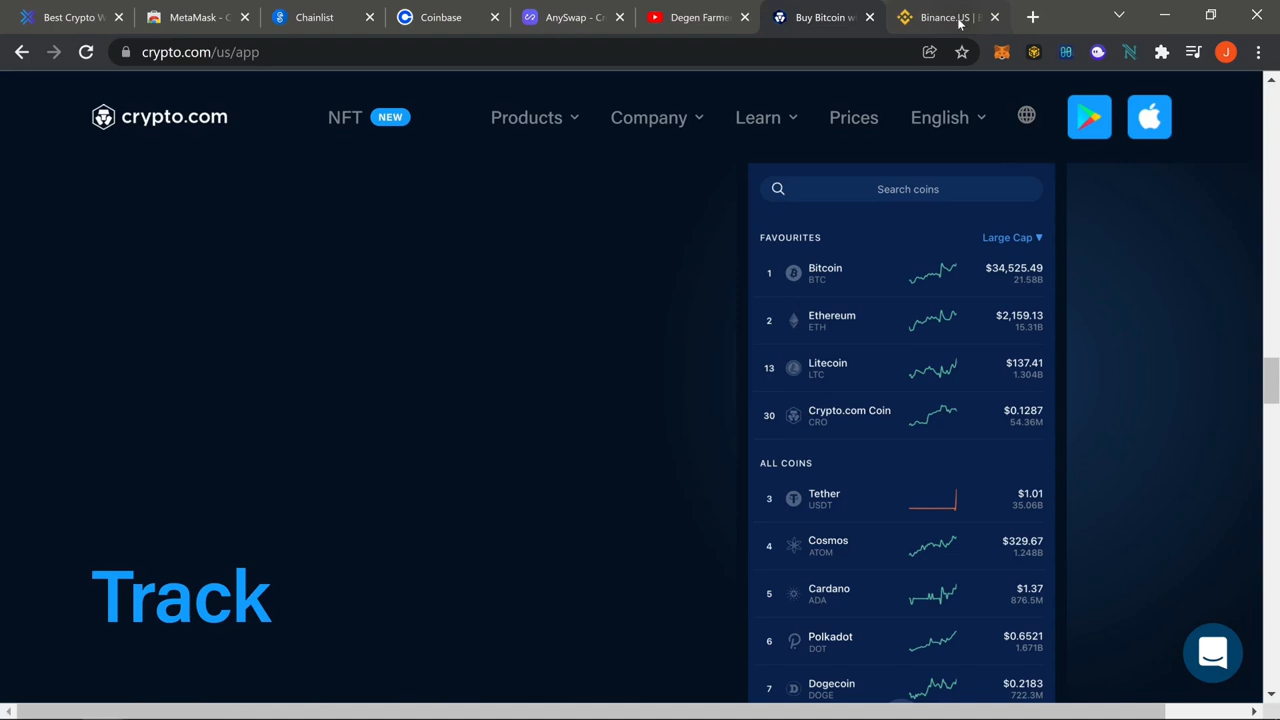 Best Crypto W
MetaMask - C
Chainlist
Coinbase
AnySwap - Cr
Degen Farmer
Buy Bitcoin w
Binance.US | B
crypto.com/us/app
J
crypto.com
NFT NEW
Products
Company
Learn
Prices
English
Search coins
FAVOURITES Large Cap ▼
1 Bitcoin $34,525.49
BTC 21.58B
2 Ethereum $2,159.13
ETH 15.31B
13 Litecoin $137.41
LTC 1.304B
30 Crypto.com Coin $0.1287
CRO 54.36M
ALL COINS
3 Tether $1.01
USDT 35.06B
4 Cosmos $329.67
ATOM 1.248B
5 Cardano $1.37
ADA 876.5M
6 Polkadot $0.6521
DOT 1.671B
7 Dogecoin $0.2183
DOGE 722.3M
Track